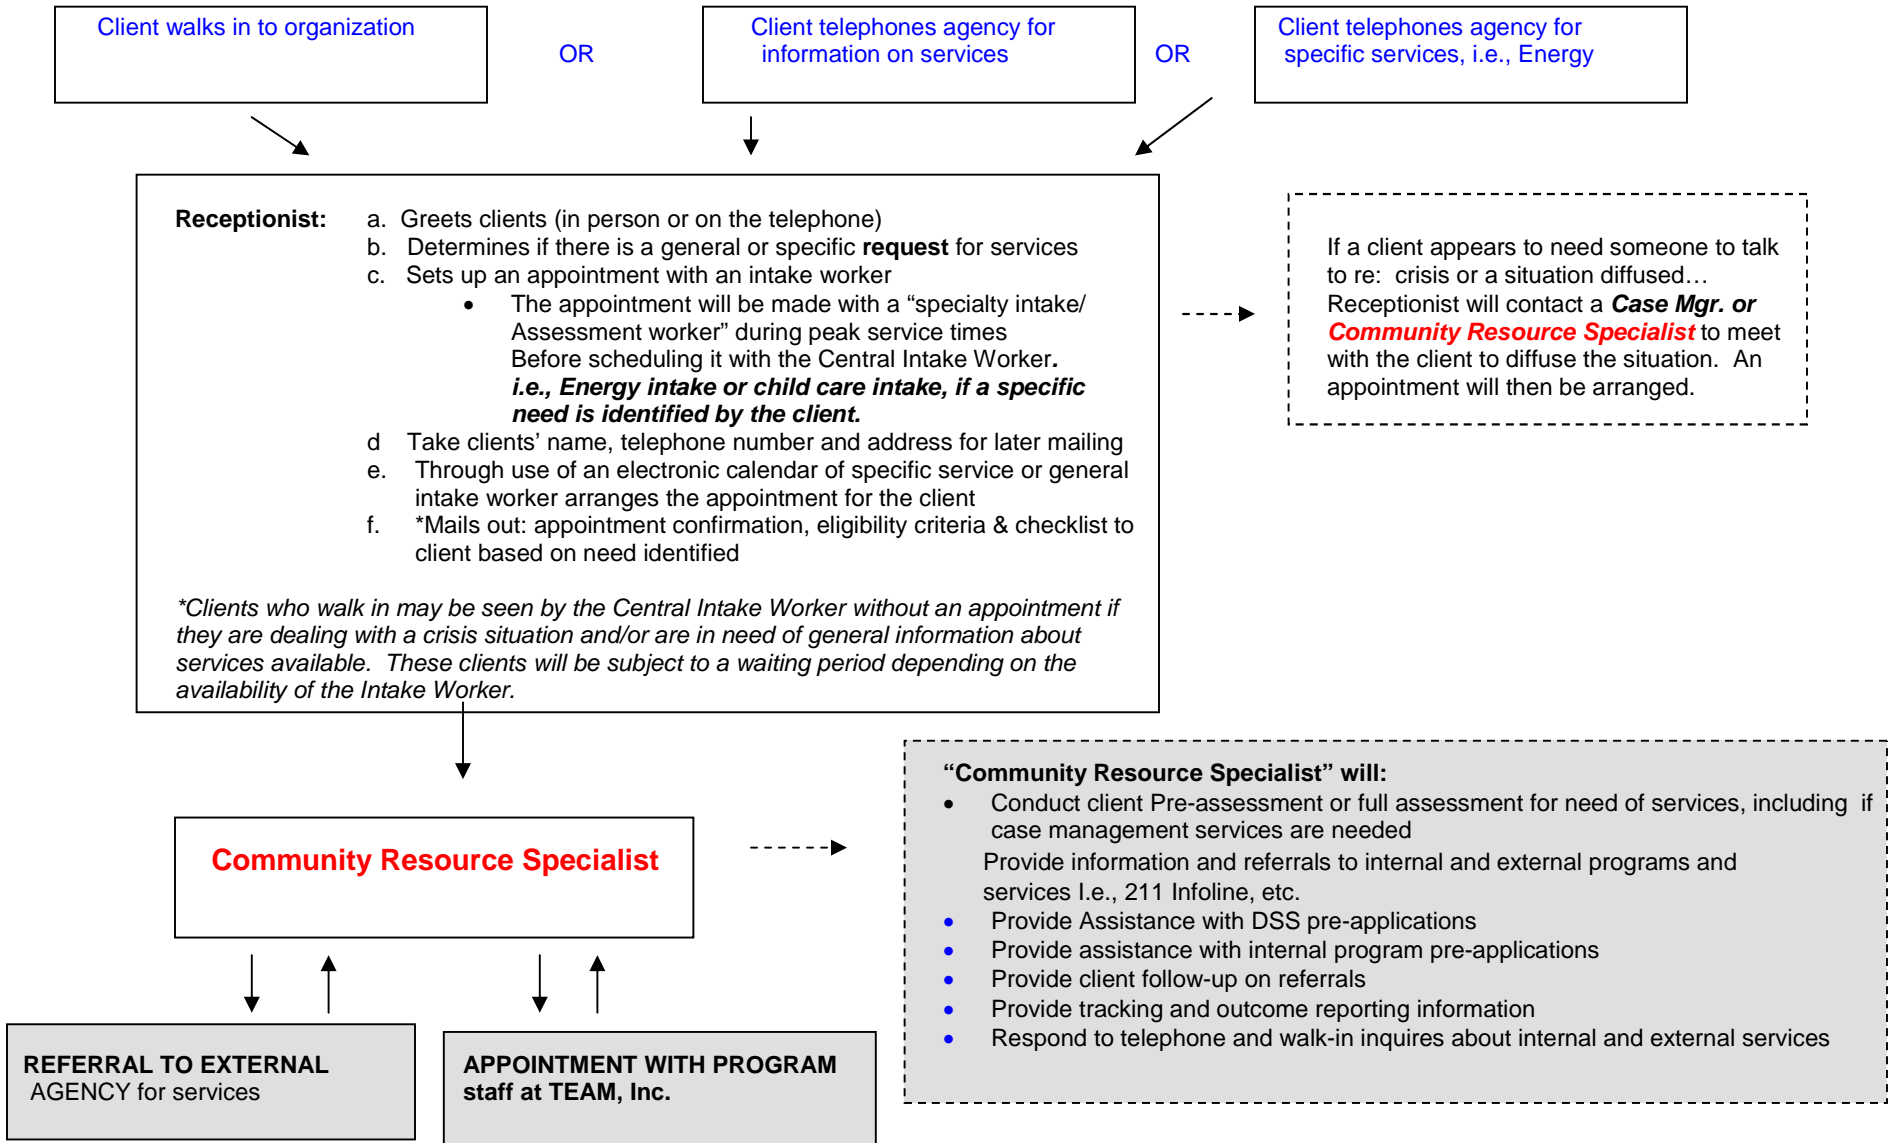 Client walks in to organization
OR
Client telephones agency for
information on services
OR
Client telephones agency for
specific services, i.e., Energy
Receptionist: a. Greets clients (in person or on the telephone)
b. Determines if there is a general or specific request for services
c. Sets up an appointment with an intake worker
• The appointment will be made with a “specialty intake/
Assessment worker” during peak service times
Before scheduling it with the Central Intake Worker.
i.e., Energy intake or child care intake, if a specific
need is identified by the client.
d Take clients’ name, telephone number and address for later mailing
e. Through use of an electronic calendar of specific service or general
intake worker arranges the appointment for the client
f. *Mails out: appointment confirmation, eligibility criteria & checklist to
client based on need identified
*Clients who walk in may be seen by the Central Intake Worker without an appointment if
they are dealing with a crisis situation and/or are in need of general information about
services available. These clients will be subject to a waiting period depending on the
availability of the Intake Worker.
If a client appears to need someone to talk
to re: crisis or a situation diffused…
Receptionist will contact a Case Mgr. or
Community Resource Specialist to meet
with the client to diffuse the situation. An
appointment will then be arranged.
Community Resource Specialist
“Community Resource Specialist” will:
• Conduct client Pre-assessment or full assessment for need of services, including if
case management services are needed
Provide information and referrals to internal and external programs and
services I.e., 211 Infoline, etc.
• Provide Assistance with DSS pre-applications
• Provide assistance with internal program pre-applications
• Provide client follow-up on referrals
• Provide tracking and outcome reporting information
• Respond to telephone and walk-in inquires about internal and external services
REFERRAL TO EXTERNAL
AGENCY for services
APPOINTMENT WITH PROGRAM
staff at TEAM, Inc.